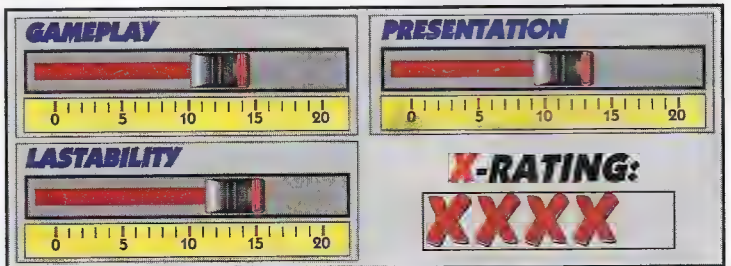 GAMEPLAY
0 5 10 15 20
PRESENTATION
0 5 10 15 20
LASTABILITY
0 5 10 15 20
X-RATING:
XXXX